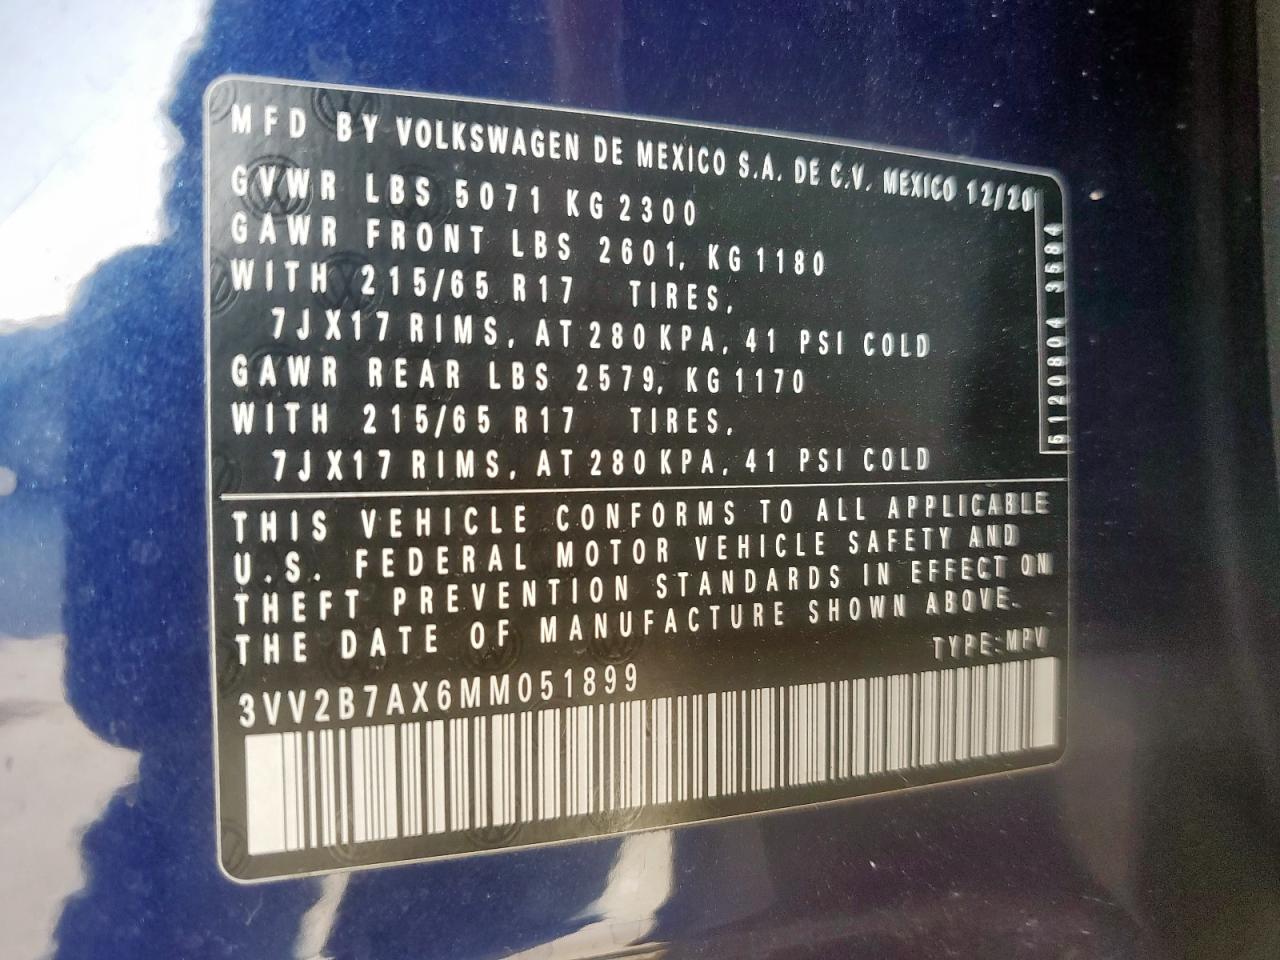 MFD BY VOLKSWAGEN DE MEXICO S.A. DE C.V. MEXICO 12/20
GVWR LBS 5071 KG 2300
GAWR FRONT LBS 2601, KG 1180
WITH 215/65 R17 TIRES,
7JX17 RIMS, AT 280 KPA, 41 PSI COLD
GAWR REAR LBS 2579, KG 1170
WITH 215/65 R17 TIRES,
7JX17 RIMS, AT 280 KPA, 41 PSI COLD
5120804 3584
THIS VEHICLE CONFORMS TO ALL APPLICABLE
U.S. FEDERAL MOTOR VEHICLE SAFETY AND
THEFT PREVENTION STANDARDS IN EFFECT ON
THE DATE OF MANUFACTURE SHOWN ABOVE.
TYPE:MPV
3VV2B7AX6MM051899